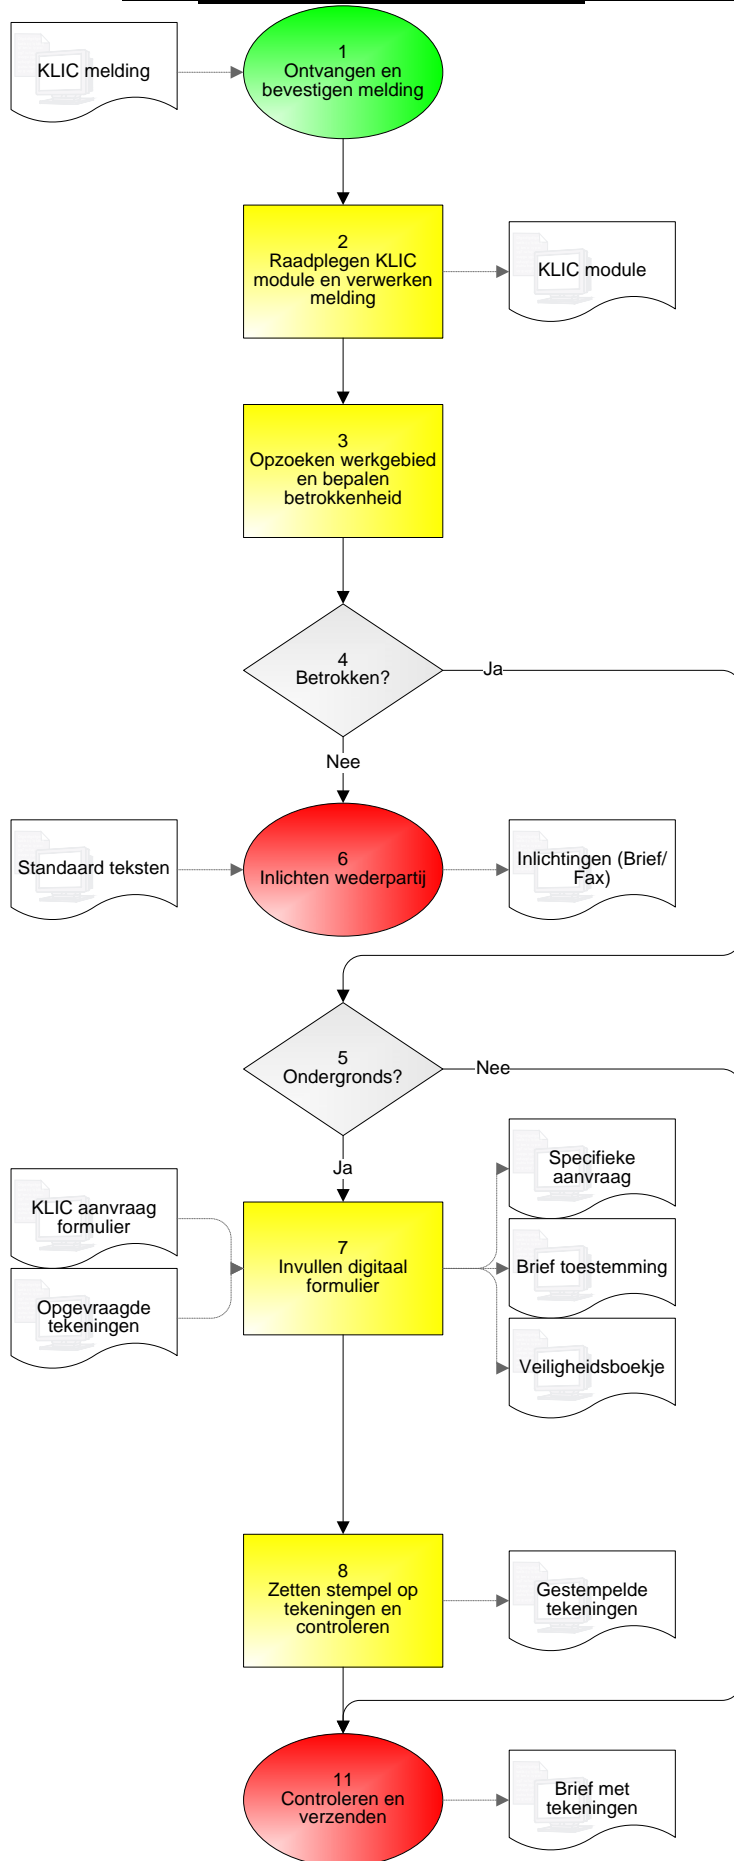 KLIC melding
1
Ontvangen en
bevestigen melding
2
Raadplegen KLIC
module en verwerken
melding
KLIC module
3
Opzoeken werkgebied
en bepalen
betrokkenheid
4
Betrokken?
Ja
Nee
Standaard teksten
6
Inlichten wederpartij
Inlichtingen (Brief/
Fax)
5
Ondergronds?
Nee
Ja
KLIC aanvraag
formulier
Opgevraagde
tekeningen
7
Invullen digitaal
formulier
Specifieke
aanvraag
Brief toestemming
Veiligheidsboekje
8
Zetten stempel op
tekeningen en
controleren
Gestempelde
tekeningen
11
Controleren en
verzenden
Brief met
tekeningen